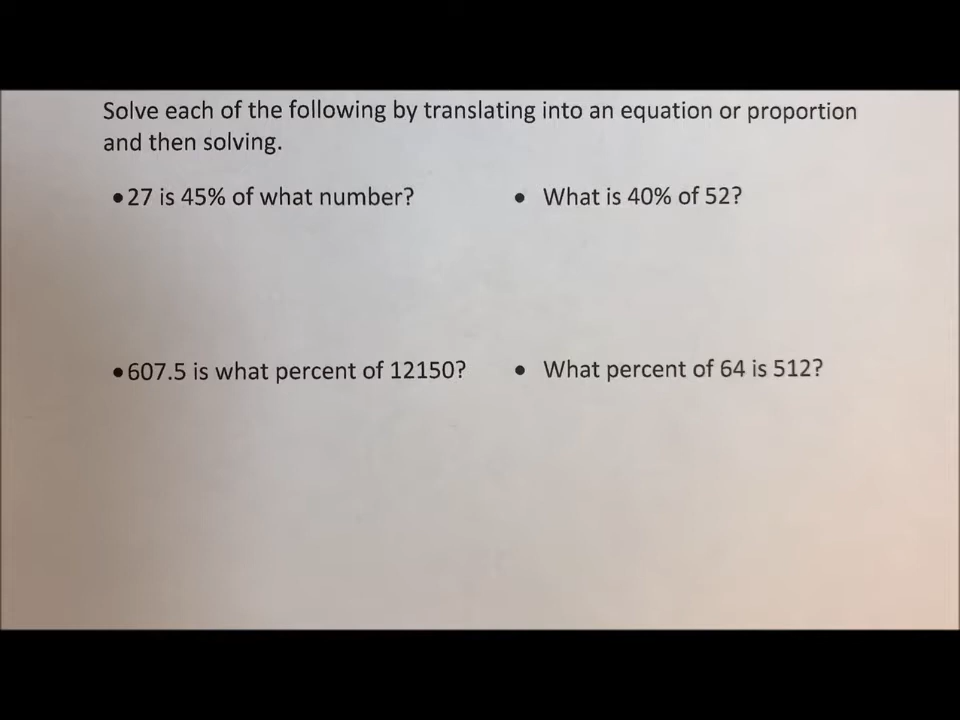 Solve each of the following by translating into an equation or proportion
and then solving.
•27 is 45% of what number?
• What is 40% of 52?
•607.5 is what percent of 12150?
• What percent of 64 is 512?